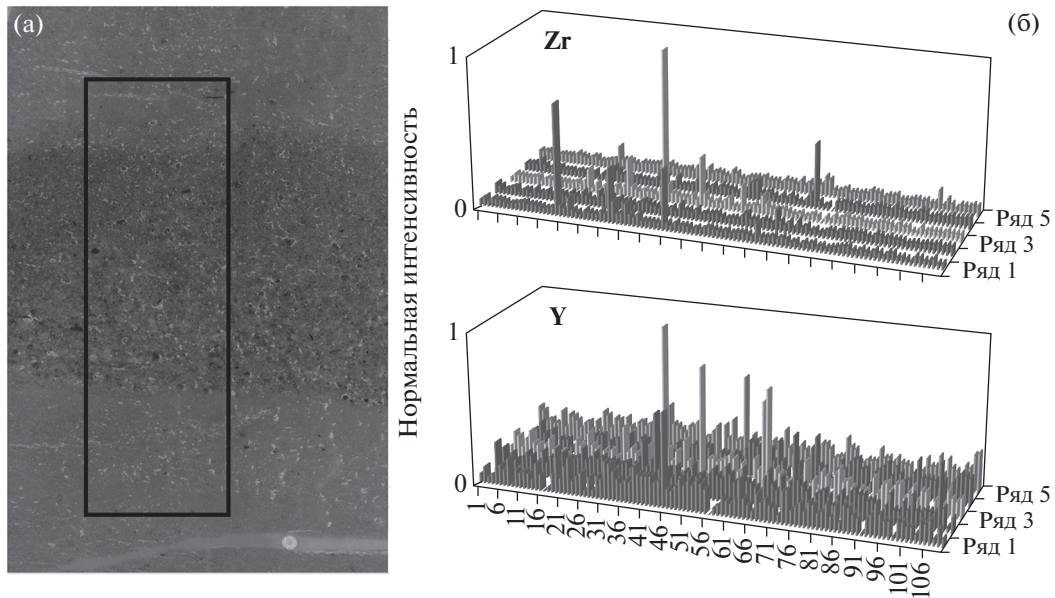 (а)
(б)
Нормальная интенсивность
Zr
1
0
Ряд 5
Ряд 3
Ряд 1
Y
1
0
Ряд 5
Ряд 3
Ряд 1
1 6 11 16 21 26 31 36 41 46 51 56 61 66 71 76 81 86 91 96 101 106